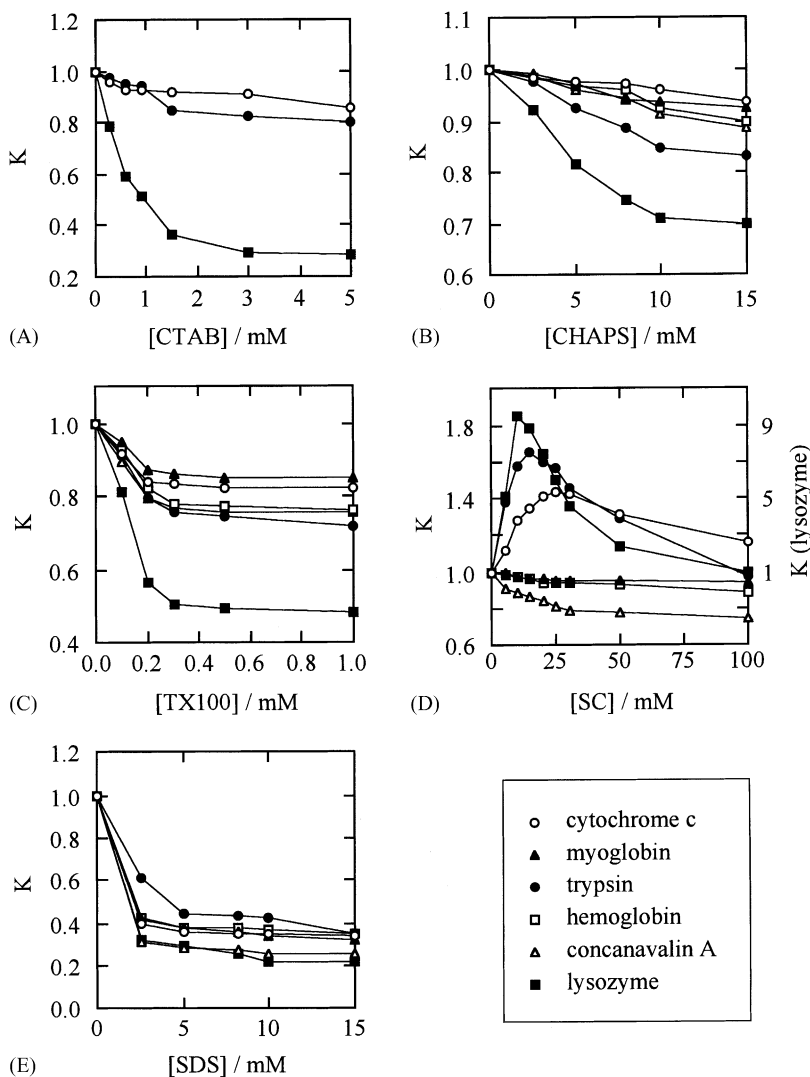 1.2
1.0
0.8
0.6
0.4
0.2
K
0 1 2 3 4 5
(A) [CTAB] / mM
1.1
1.0
0.9
0.8
0.7
0.6
K
0 5 10 15
(B) [CHAPS] / mM
1.0
0.8
0.6
0.4
K
0.0 0.2 0.4 0.6 0.8 1.0
(C) [TX100] / mM
1.8
1.4
1.0
0.6
K
9
5
1
K (lysozyme)
0 25 50 75 100
(D) [SC] / mM
1.2
1.0
0.8
0.6
0.4
0.2
0.0
K
0 5 10 15
(E) [SDS] / mM
cytochrome c
myoglobin
trypsin
hemoglobin
concanavalin A
lysozyme